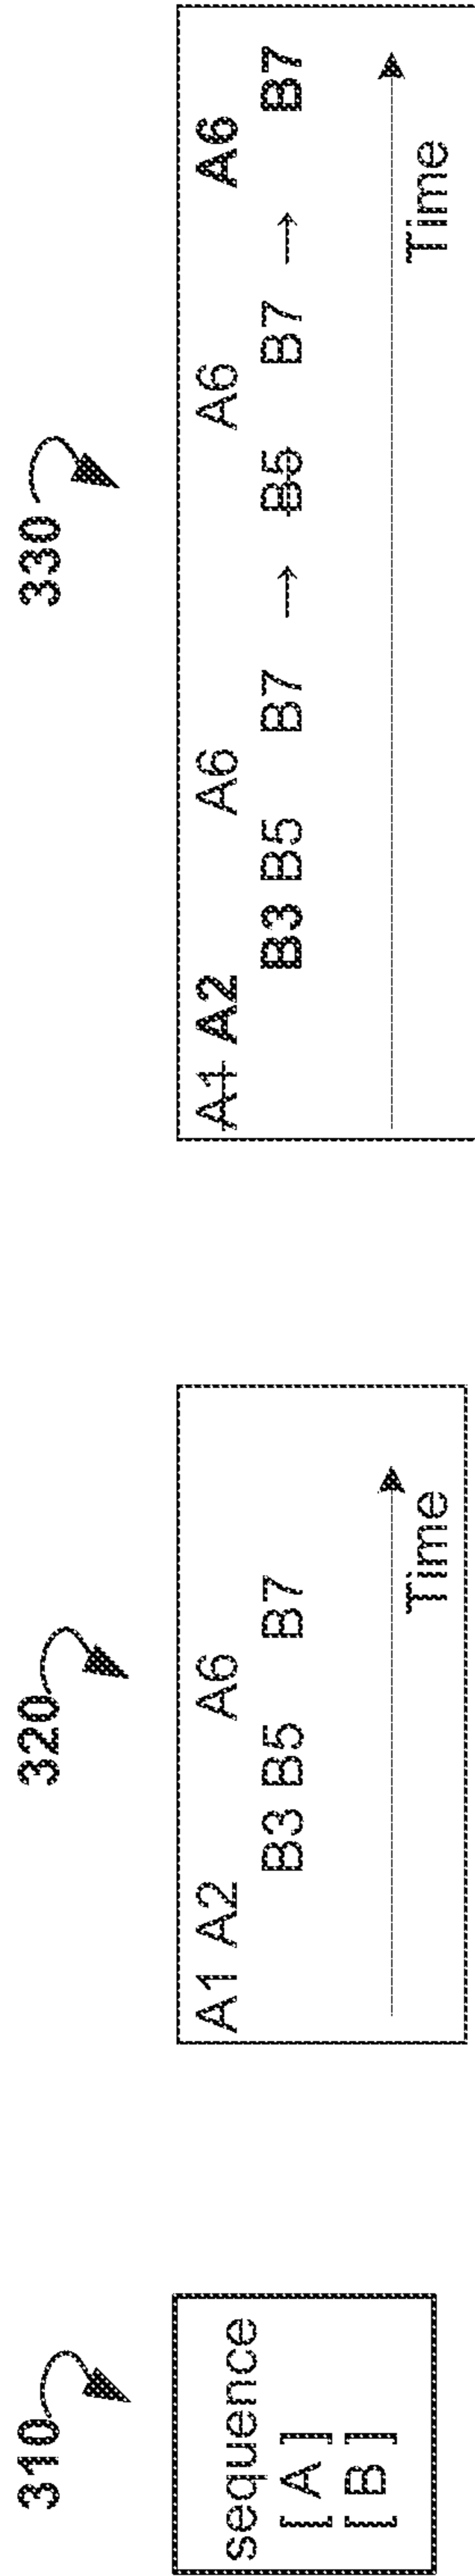 310
sequence
[ A ]
[ B ]
320
A1 A2 A6
B3 B5 B7
Time
330
A1 A2 A6 A6 A6
B3 B5 B7 → B5 B7 → B7
Time